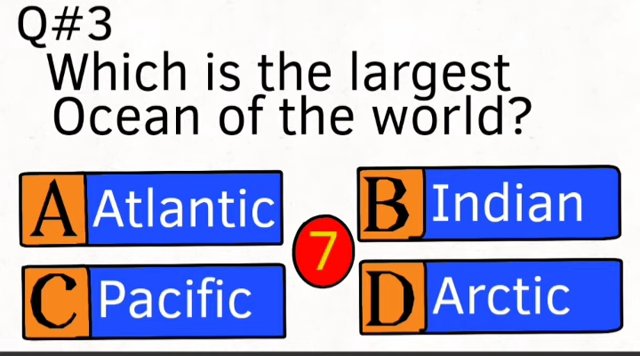 Q#3
Which is the largest
Ocean of the world?
A Atlantic
B Indian
7
C Pacific
D Arctic